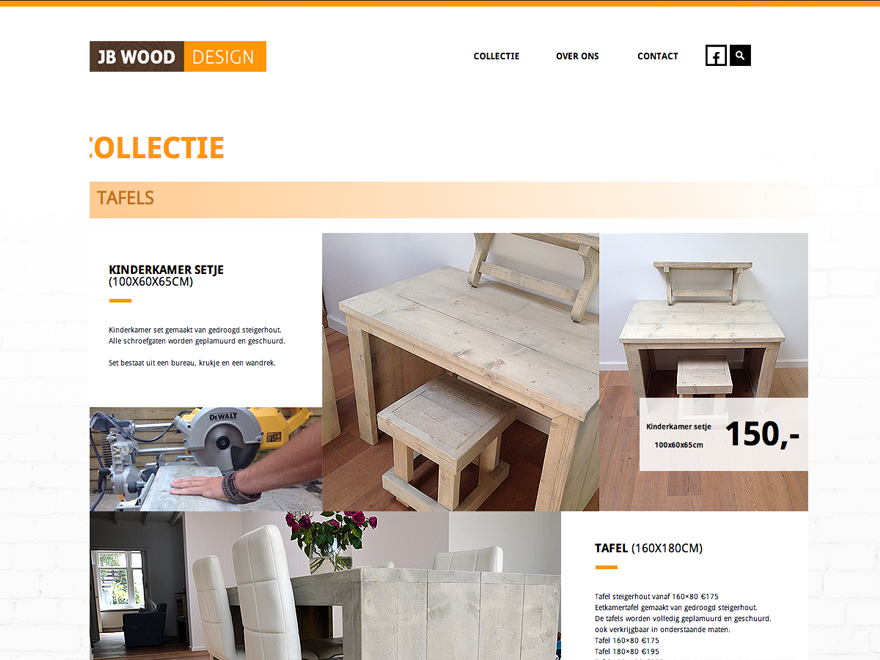 JB WOOD DESIGN
COLLECTIE OVER ONS CONTACT
COLLECTIE
TAFELS
KINDERKAMER SETJE
(100X60X65CM)
Kinderkamer set gemaakt van gedroogd steigerhout.
Alle schroefgaten worden geplamuurd en geschuurd.
Set bestaat uit een bureau, krukje en een wandrek.
DEWALT
Kinderkamer setje
100x60x65cm
150,-
TAFEL (160X180CM)
Tafel steigerhout vanaf 160×80 €175
Eetkamertafel gemaakt van gedroogd steigerhout.
De tafels worden volledig geplamuurd en geschuurd.
ook verkrijgbaar in onderstaande maten.
Tafel 160×80 €175
Tafel 180×80 €195